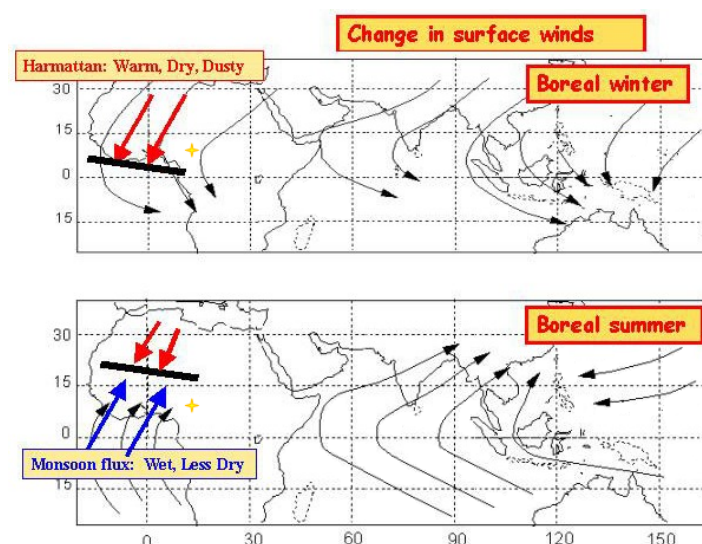 Change in surface winds
Harmattan: Warm, Dry, Dusty
Boreal winter
30
15
0
15
Boreal summer
30
15
0
Monsoon flux: Wet, Less Dry
15
0 30 60 90 120 150